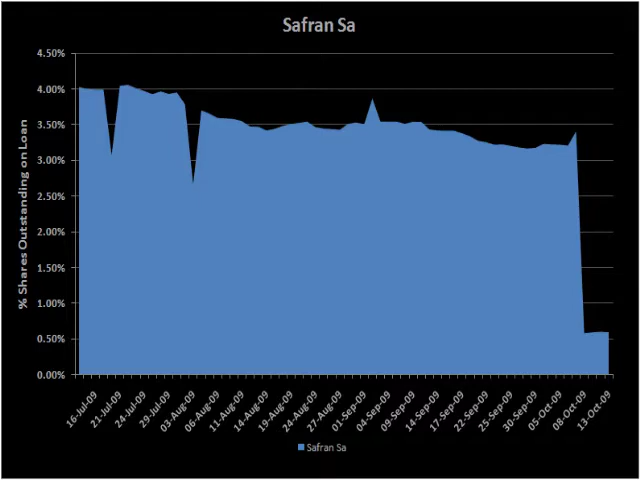 Safran Sa
4.50%
4.00%
3.50%
3.00%
2.50%
2.00%
1.50%
1.00%
0.50%
0.00%
% Shares Outstanding on Loan
16-Jul-09
21-Jul-09
24-Jul-09
29-Jul-09
03-Aug-09
06-Aug-09
11-Aug-09
14-Aug-09
19-Aug-09
24-Aug-09
27-Aug-09
01-Sep-09
04-Sep-09
09-Sep-09
14-Sep-09
17-Sep-09
22-Sep-09
25-Sep-09
30-Sep-09
05-Oct-09
08-Oct-09
13-Oct-09
Safran Sa